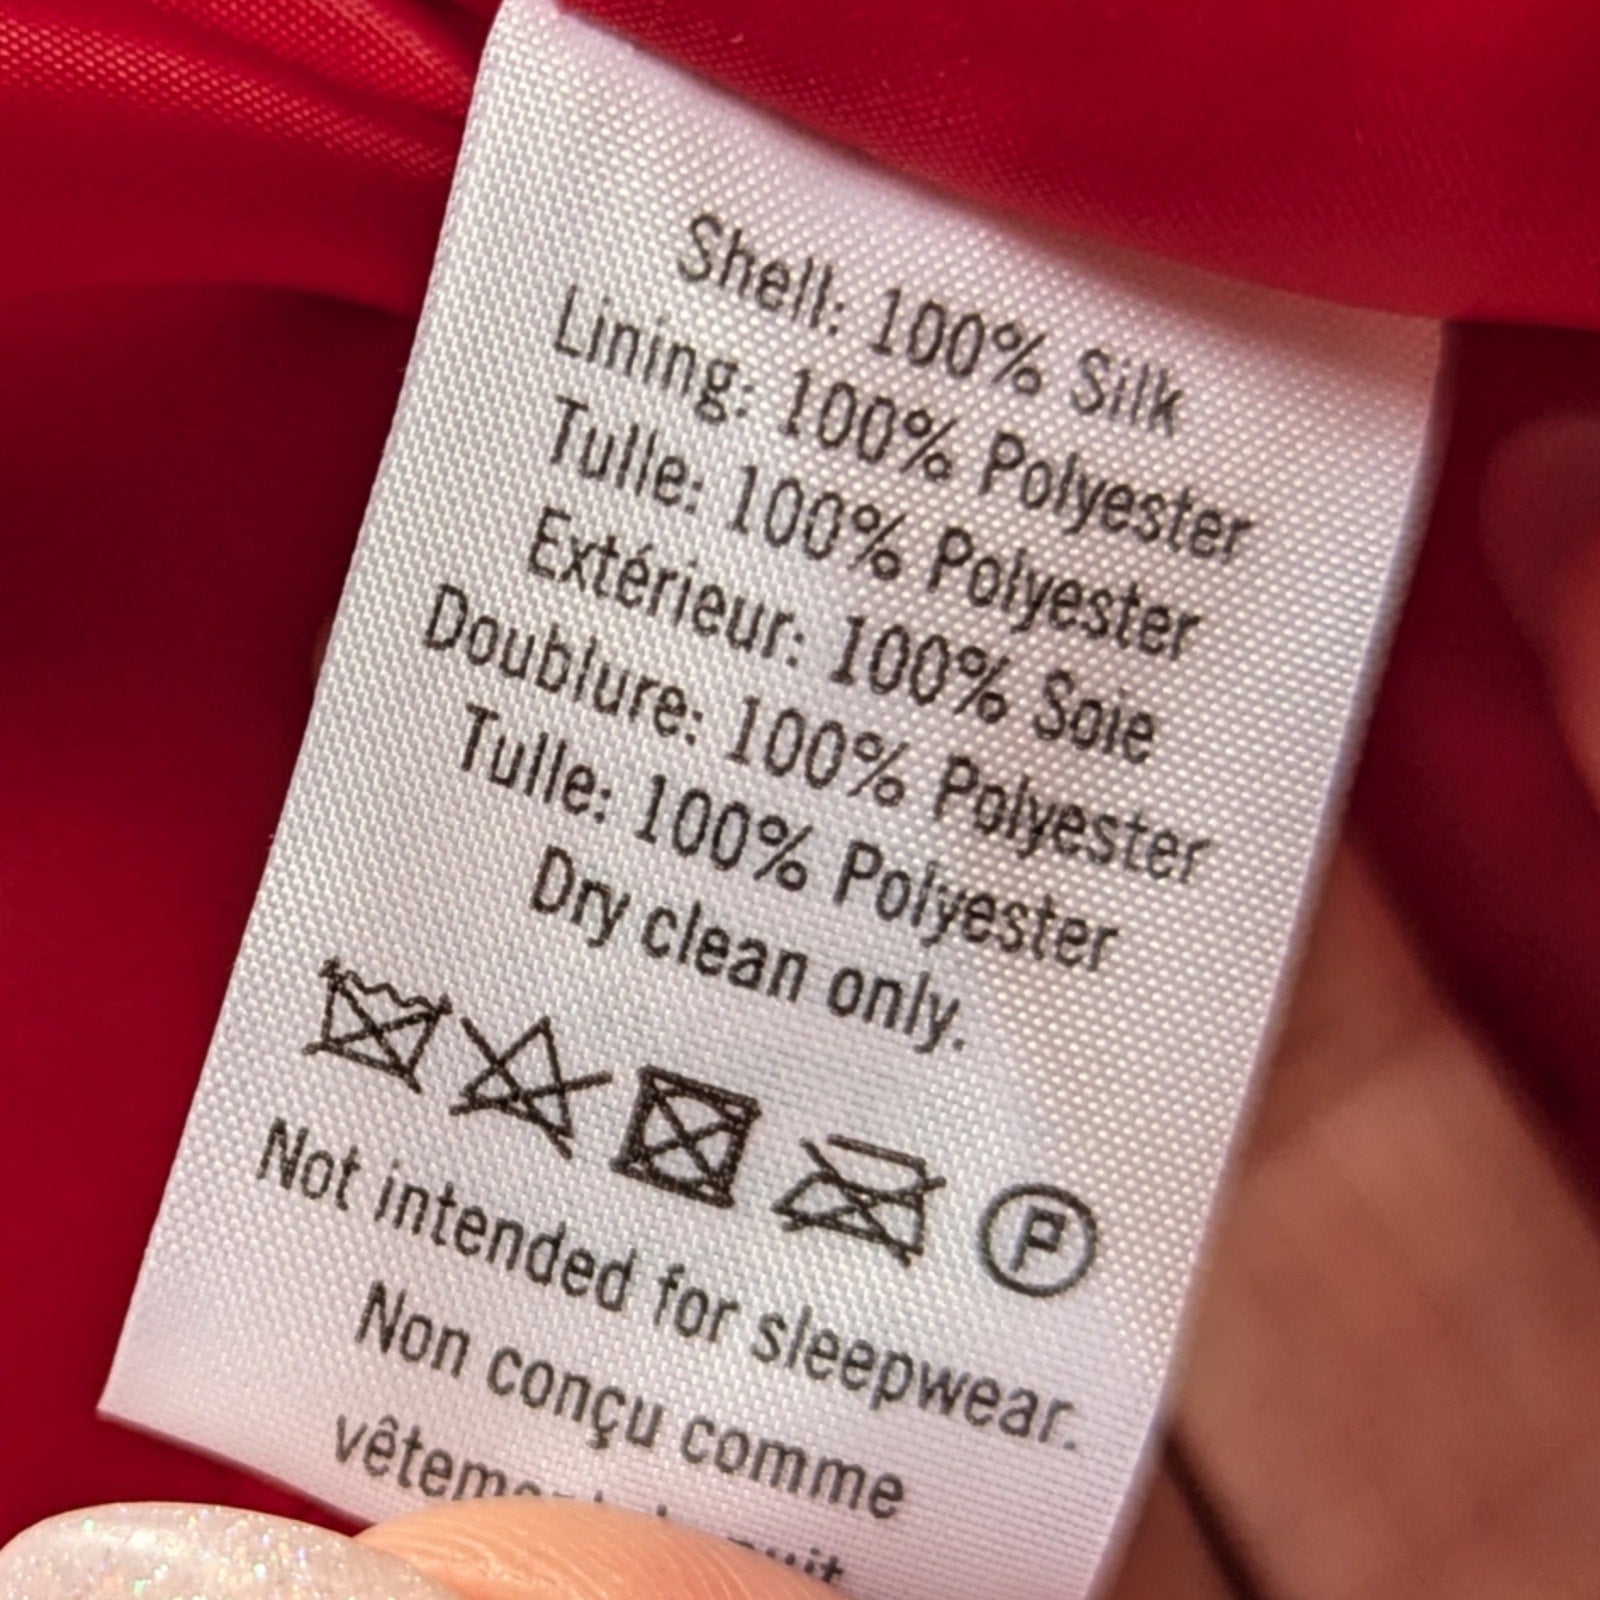 Shell: 100% Silk
Lining: 100% Polyester
Tulle: 100% Polyester
Extérieur: 100% Soie
Doublure: 100% Polyester
Tulle: 100% Polyester
Dry clean only.
P
Not intended for sleepwear.
Non conçu comme